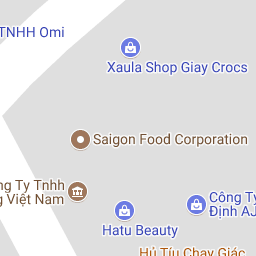 TNHH Omi
Xaula Shop Giay Crocs
Saigon Food Corporation
ng Ty Tnhh
g Việt Nam
Công Ty
Định AJ
Hatu Beauty
Hủ Tíu Chay Giác